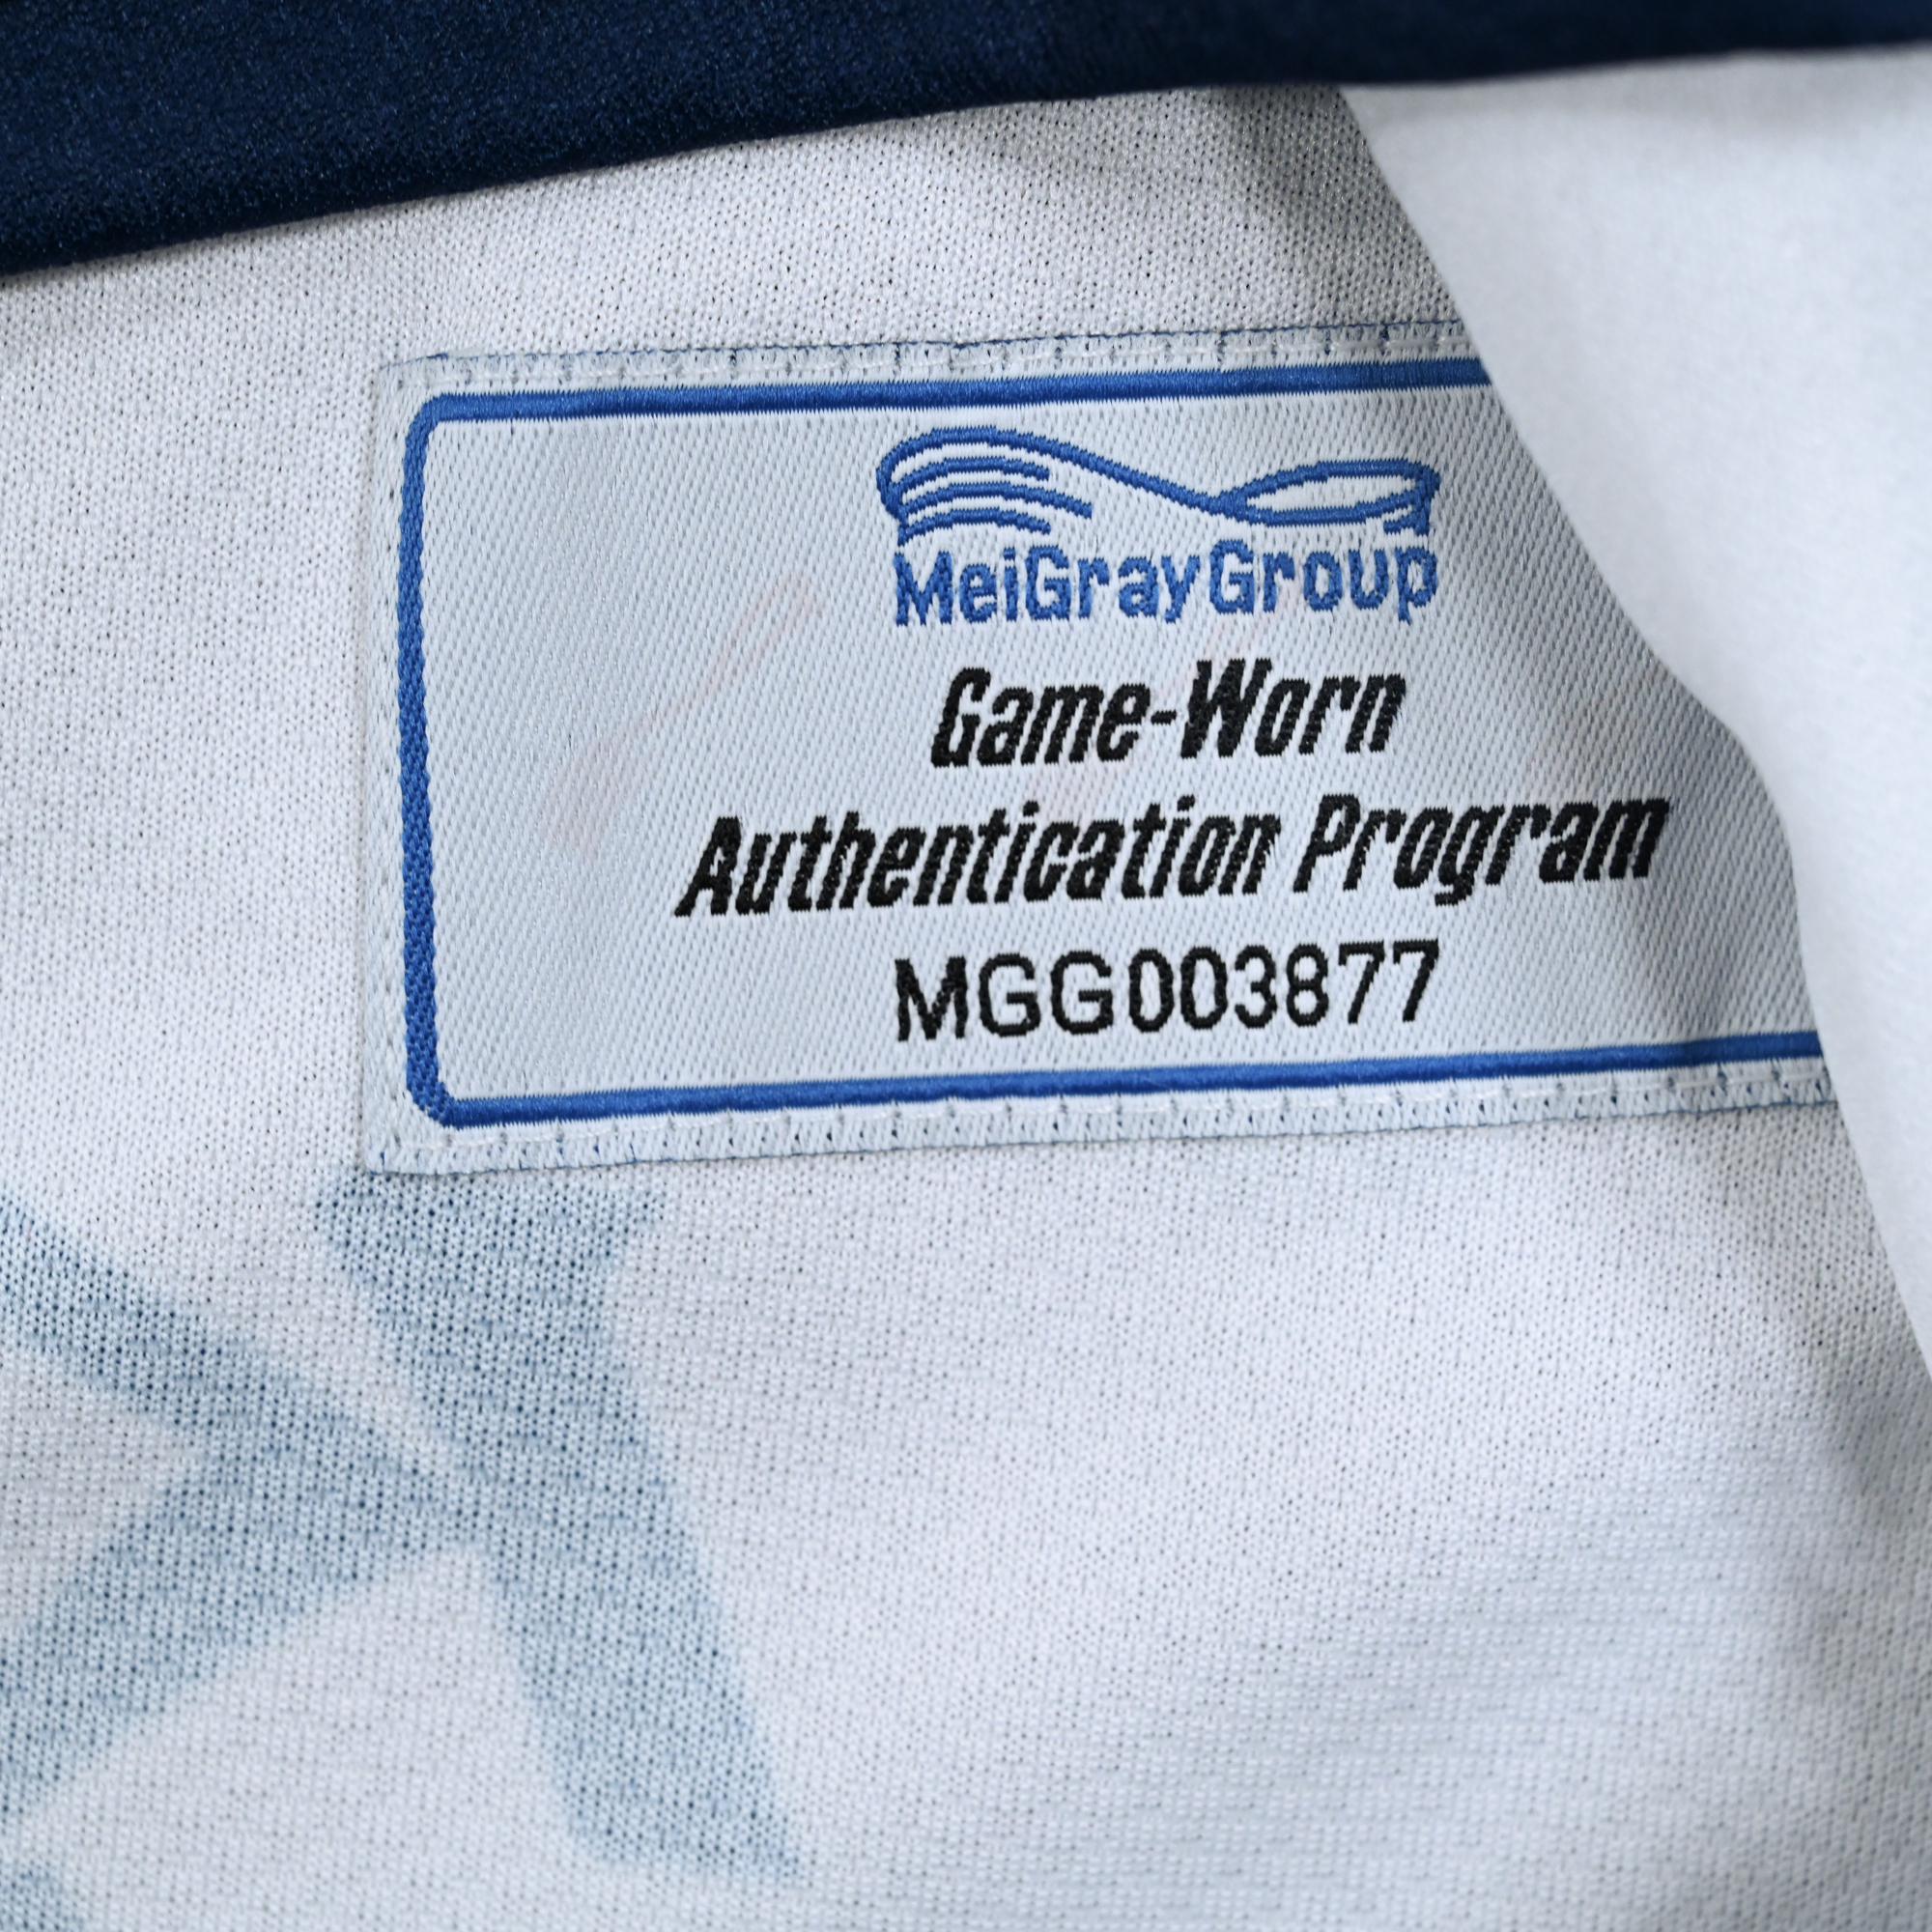 MeiGrayGroup
Game-Worn
Authentication Program
MGG003877